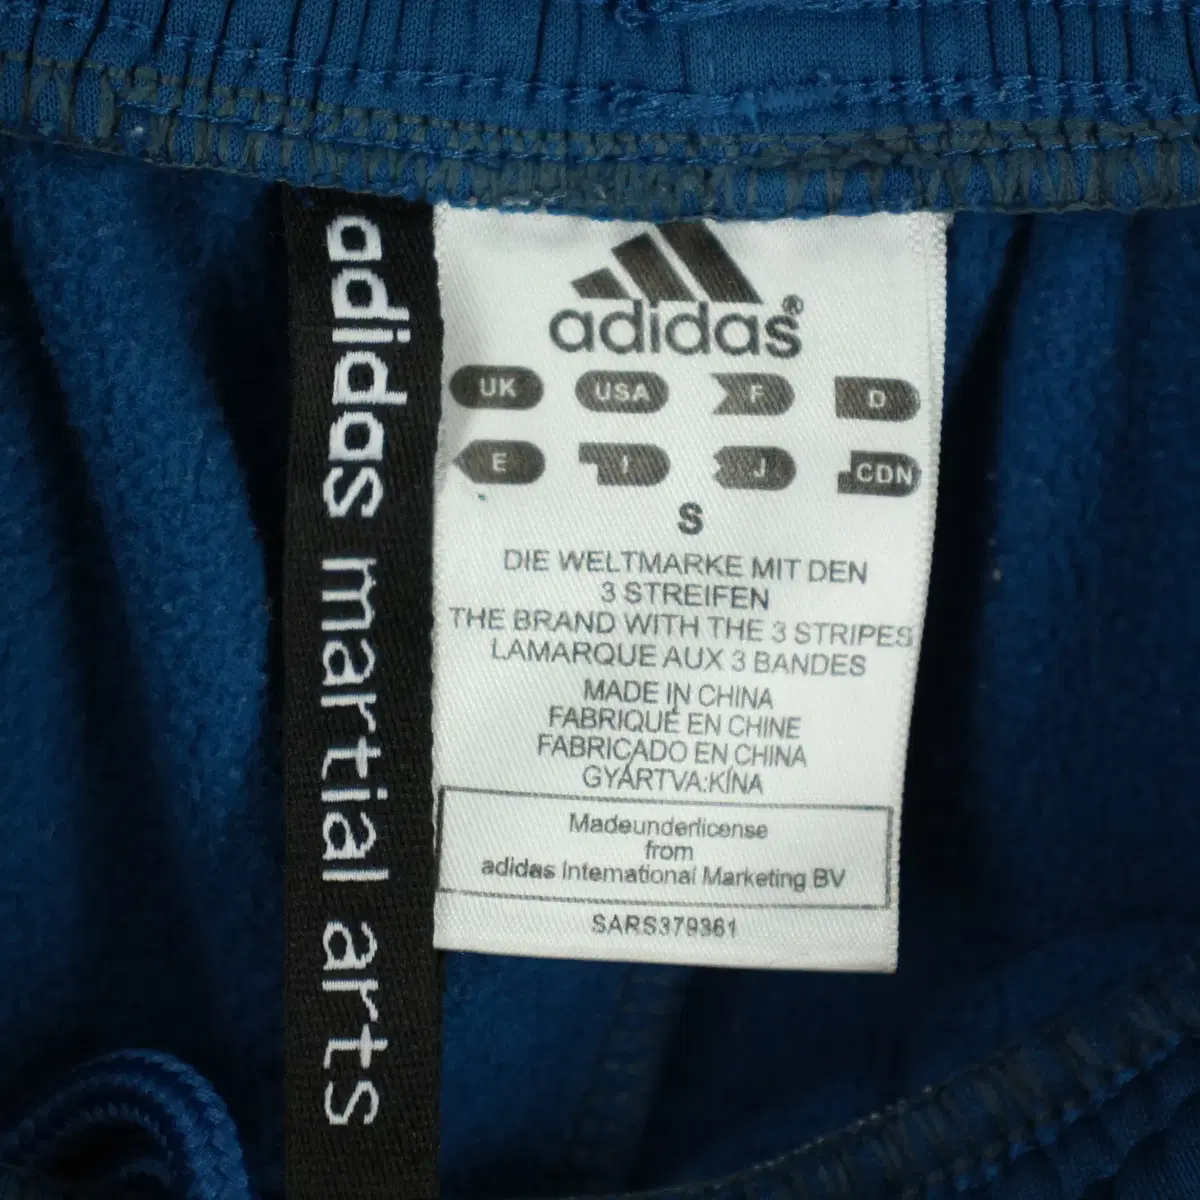 adidas martial arts
adidas®
UK USA F D
E I J CDN
S
DIE WELTMARKE MIT DEN
3 STREIFEN
THE BRAND WITH THE 3 STRIPES
LAMARQUE AUX 3 BANDES
MADE IN CHINA
FABRIQUÉ EN CHINE
FABRICADO EN CHINA
GYÁRTVA:KÍNA
Madeunderlicense
from
adidas International Marketing BV
SARS379361